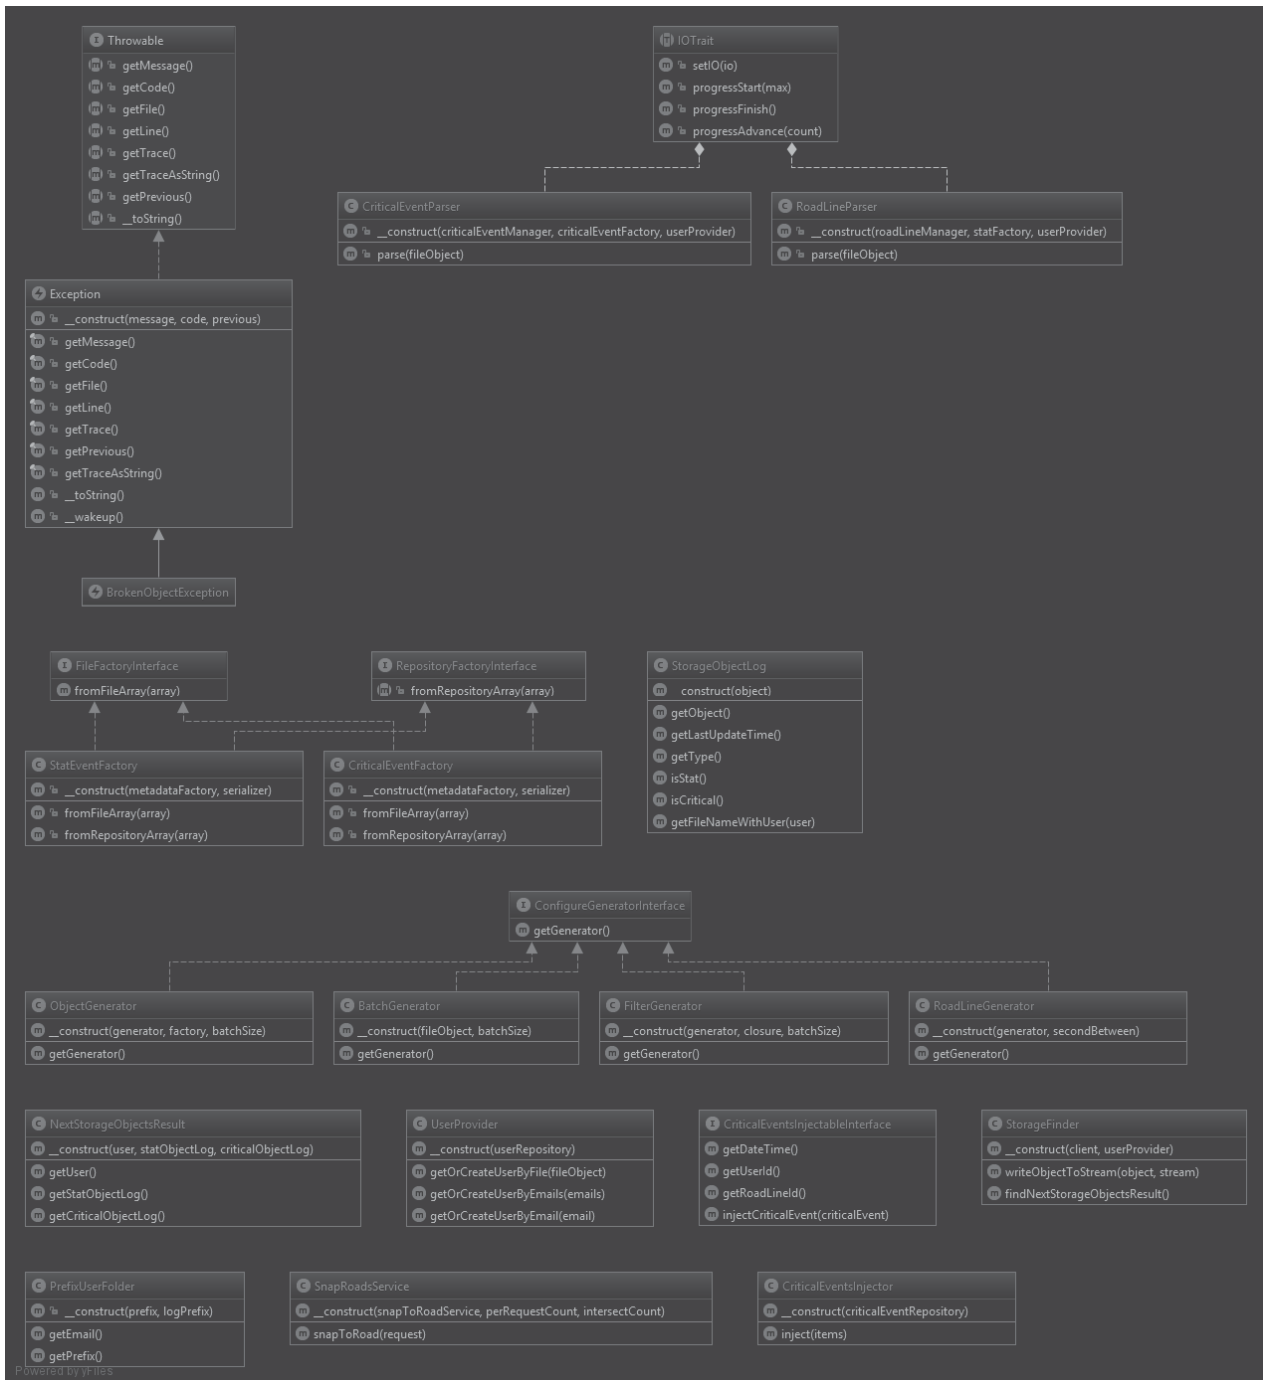 Throwable
getMessage()
getCode()
getFile()
getLine()
getTrace()
getTraceAsString()
getPrevious()
__toString()
IOTrait
setIO(io)
progressStart(max)
progressFinish()
progressAdvance(count)
CriticalEventParser
__construct(criticalEventManager, criticalEventFactory, userProvider)
parse(fileObject)
RoadLineParser
__construct(roadLineManager, statFactory, userProvider)
parse(fileObject)
Exception
__construct(message, code, previous)
getMessage()
getCode()
getFile()
getLine()
getTrace()
getPrevious()
getTraceAsString()
__toString()
__wakeup()
BrokenObjectException
FileFactoryInterface
fromFileArray(array)
RepositoryFactoryInterface
fromRepositoryArray(array)
StorageObjectLog
__construct(object)
getObject()
getLastUpdateTime()
getType()
isStat()
isCritical()
getFileNameWithUser(user)
StatEventFactory
__construct(metadataFactory, serializer)
fromFileArray(array)
fromRepositoryArray(array)
CriticalEventFactory
__construct(metadataFactory, serializer)
fromFileArray(array)
fromRepositoryArray(array)
ConfigureGeneratorInterface
getGenerator()
ObjectGenerator
__construct(generator, factory, batchSize)
getGenerator()
BatchGenerator
__construct(fileObject, batchSize)
getGenerator()
FilterGenerator
__construct(generator, closure, batchSize)
getGenerator()
RoadLineGenerator
__construct(generator, secondBetween)
getGenerator()
NextStorageObjectsResult
__construct(user, statObjectLog, criticalObjectLog)
getUser()
getStatObjectLog()
getCriticalObjectLog()
UserProvider
__construct(userRepository)
getOrCreateUserByFile(fileObject)
getOrCreateUserByEmails(emails)
getOrCreateUserByEmail(email)
CriticalEventsInjectableInterface
getDateTime()
getUserId()
getRoadLineId()
injectCriticalEvent(criticalEvent)
StorageFinder
__construct(client, userProvider)
writeObjectToStream(object, stream)
findNextStorageObjectsResult()
PrefixUserFolder
__construct(prefix, logPrefix)
getEmail()
getPrefix()
SnapRoadsService
__construct(snapToRoadService, perRequestCount, intersectCount)
snapToRoad(request)
CriticalEventsInjector
__construct(criticalEventRepository)
inject(items)
Powered by yFiles